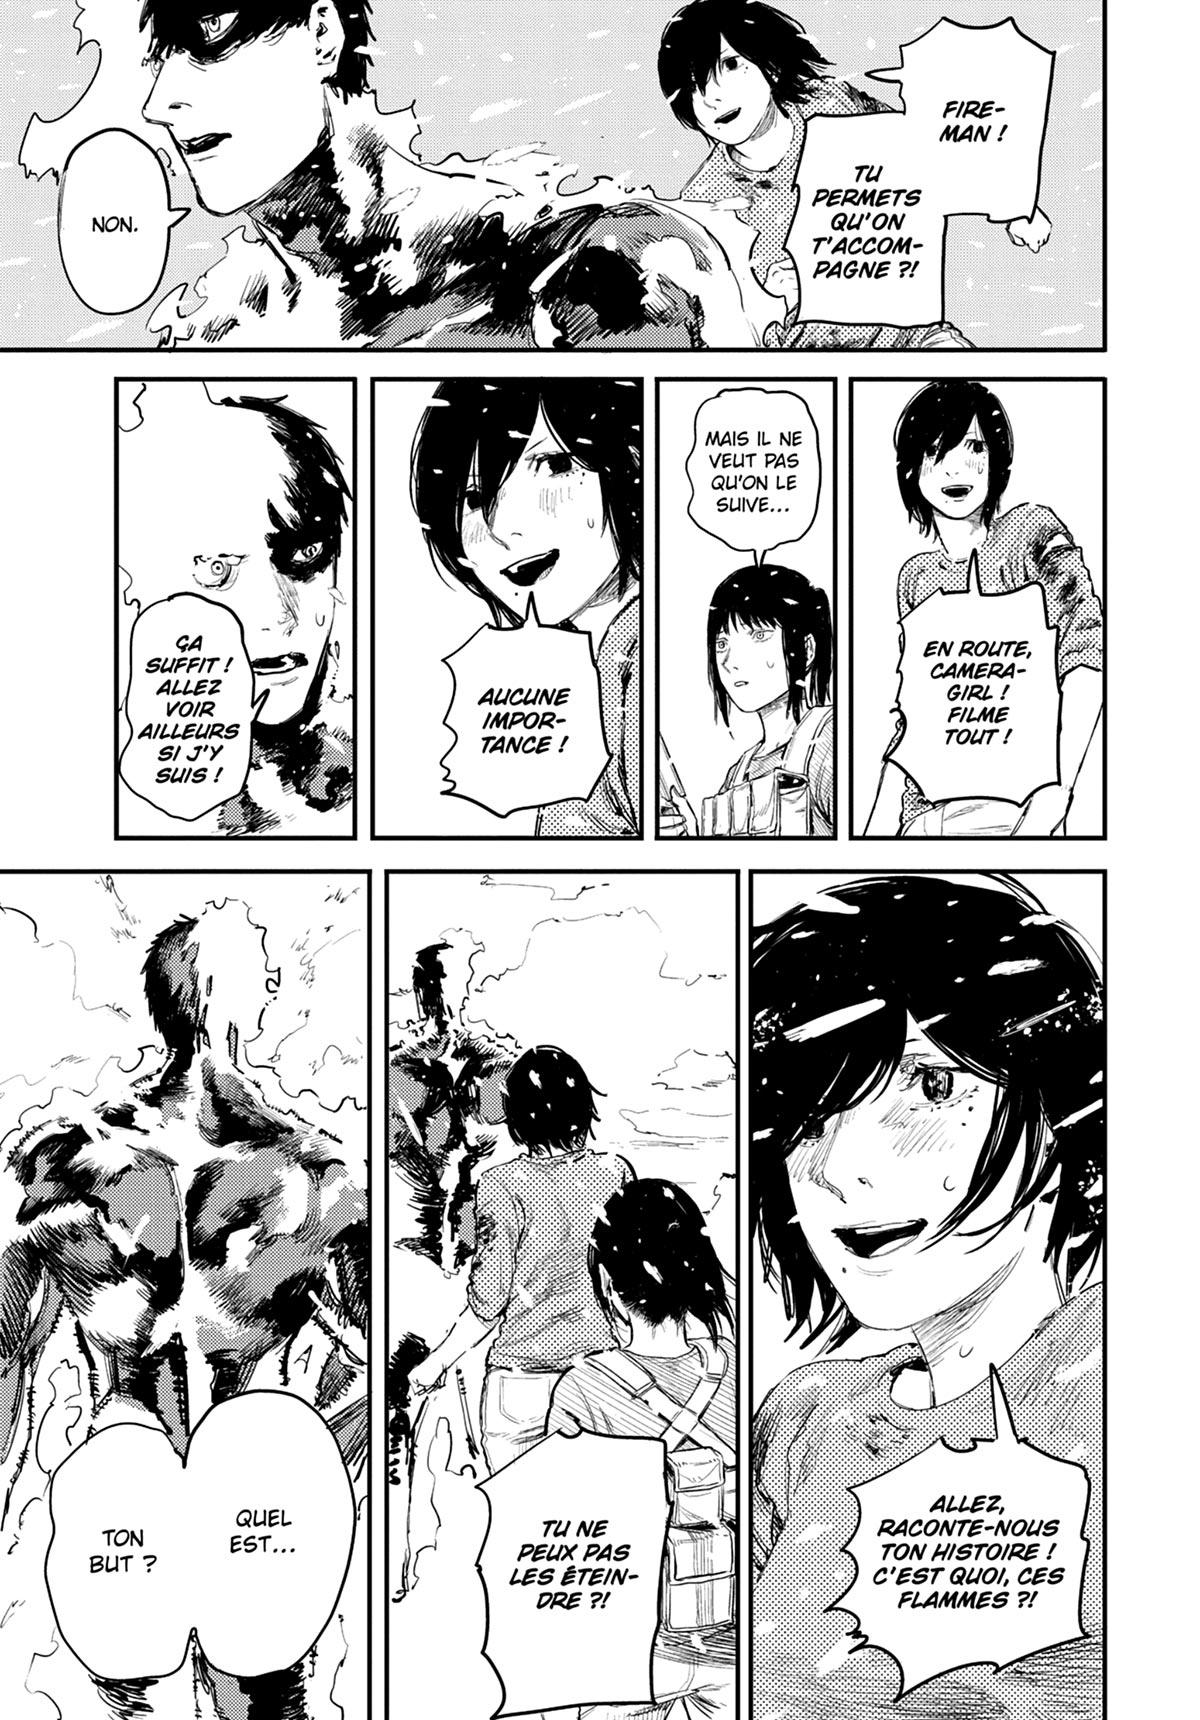 FIRE-
MAN !
TU
PERMETS
QU'ON
T'ACCOM-
PAGNE ?!
NON.
EN ROUTE,
CAMERA-
GIRL !
FILME
TOUT !
MAIS IL NE
VEUT PAS
QU'ON LE
SUIVE...
AUCUNE
IMPOR-
TANCE !
ÇA
SUFFIT !
ALLEZ
VOIR
AILLEURS
SI J'Y
SUIS !
ALLEZ,
RACONTE-NOUS
TON HISTOIRE !
C'EST QUOI, CES
FLAMMES ?!
TU NE
PEUX PAS
LES ÉTEIN-
DRE ?!
QUEL
EST...
TON
BUT ?